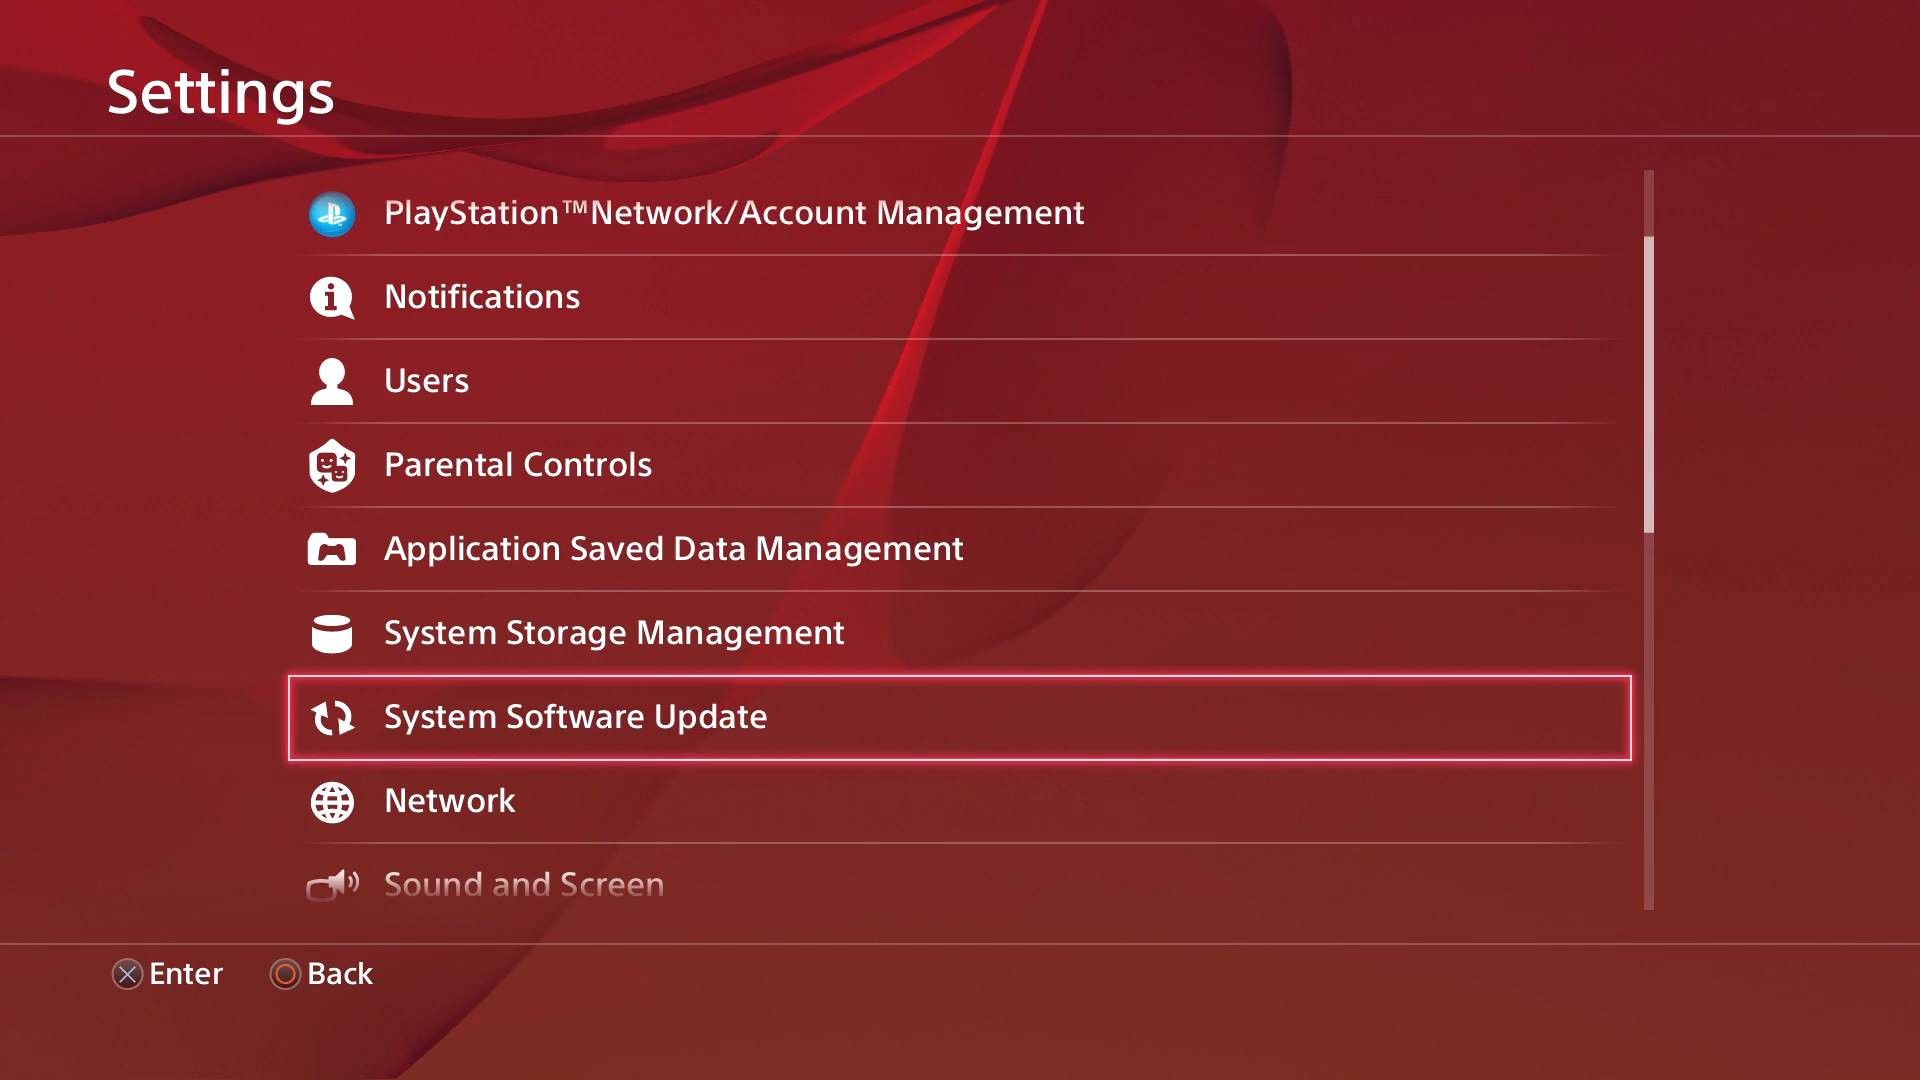 Settings
PlayStation™Network/Account Management
Notifications
Users
Parental Controls
Application Saved Data Management
System Storage Management
System Software Update
Network
Sound and Screen
Enter
Back